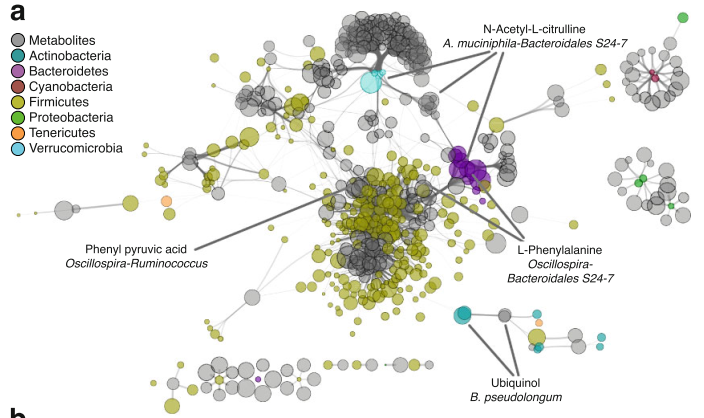 a
N-Acetyl-L-citrulline
A. muciniphila-Bacteroidales S24-7
Metabolites
Actinobacteria
Bacteroidetes
Cyanobacteria
Firmicutes
Proteobacteria
Tenericutes
Verrucomicrobia
Phenyl pyruvic acid
Oscillospira-Ruminococcus
L-Phenylalanine
Oscillospira-
Bacteroidales S24-7
Ubiquinol
B. pseudolongum
b